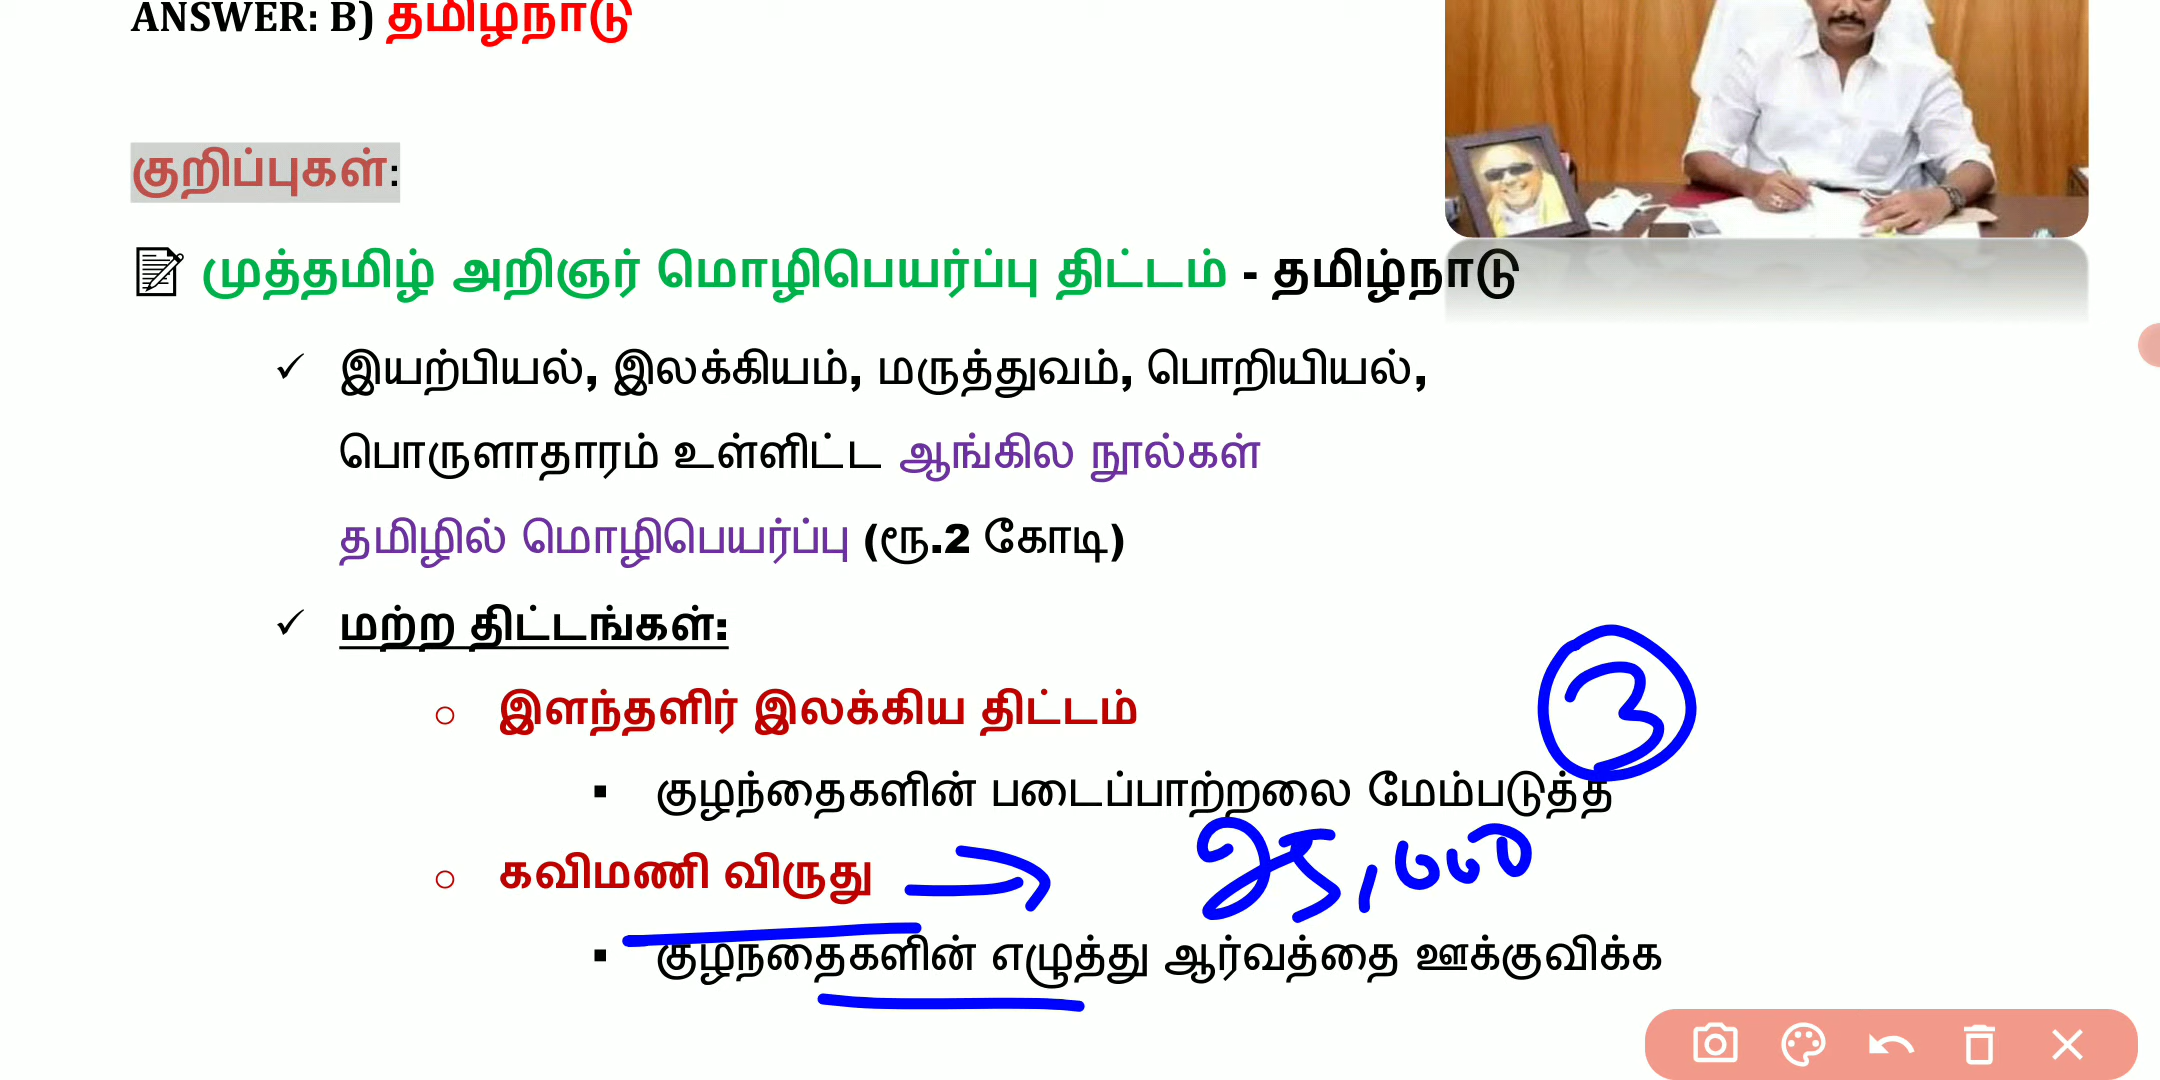 ANSWER: B) தமிழ்நாடு
குறிப்புகள்:
முத்தமிழ் அறிஞர் மொழிபெயர்ப்பு திட்டம் - தமிழ்நாடு
✓ இயற்பியல், இலக்கியம், மருத்துவம், பொறியியல்,
பொருளாதாரம் உள்ளிட்ட ஆங்கில நூல்கள்
தமிழில் மொழிபெயர்ப்பு (ரூ.2 கோடி)
✓ மற்ற திட்டங்கள்:
o இளந்தளிர் இலக்கிய திட்டம்
3
▪ குழந்தைகளின் படைப்பாற்றலை மேம்படுத்த
o கவிமணி விருது → 25,000
▪ குழந்தைகளின் எழுத்து ஆர்வத்தை ஊக்குவிக்க